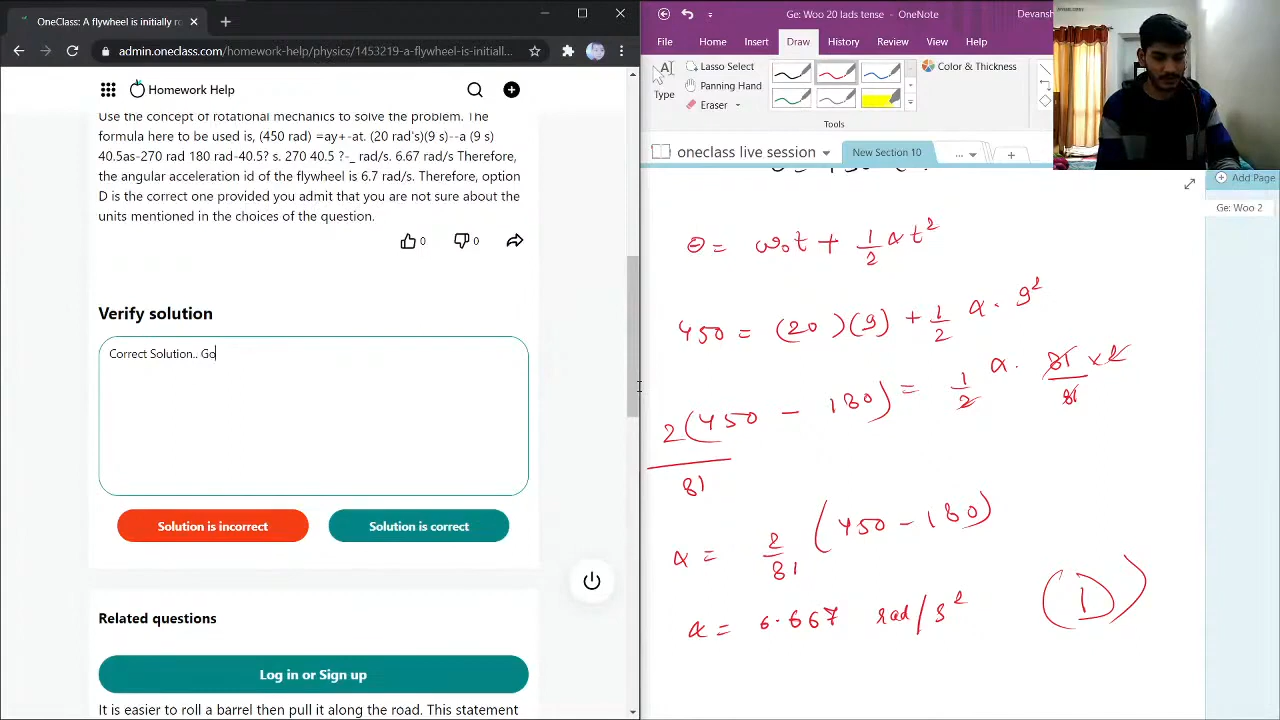 OneClass: A flywheel is initially ro
admin.oneclass.com/homework-help/physics/1453219-a-flywheel-is-initiall...
Homework Help
Use the concept of rotational mechanics to solve the problem. The
formula here to be used is, (450 rad) =ay+-at. (20 rad's)(9 s)--a (9 s)
40.5as-270 rad 180 rad-40.5? s. 270 40.5 ?-_ tad/s. 6.67 rad/s Therefore,
the angular acceleration id of the flywheel is 6.67 rad/s. Therefore, option
D is the correct one provided you admit that you are not sure about the
units mentioned in the choices of the question.
0
0
Verify solution
Correct Solution.. Go
Solution is incorrect
Solution is correct
Related questions
Log in or Sign up
It is easier to roll a barrel then pull it along the road. This statement
Ge: Woo 20 lads tense - OneNote
Devansh
File Home Insert Draw History Review View Help
Type
Lasso Select
Panning Hand
Eraser
Color & Thickness
Tools
oneclass live session
New Section 10
...
Add Page
Ge: Woo 2
θ = ω₀t + 1/2 αt²
450 = (20)(9) + 1/2 α · 9²
2(450 - 180)/81 = 1/2 α · 81/81 × 2
α = 2/81 (450 - 180)
α = 6.667 rad/s² (D)